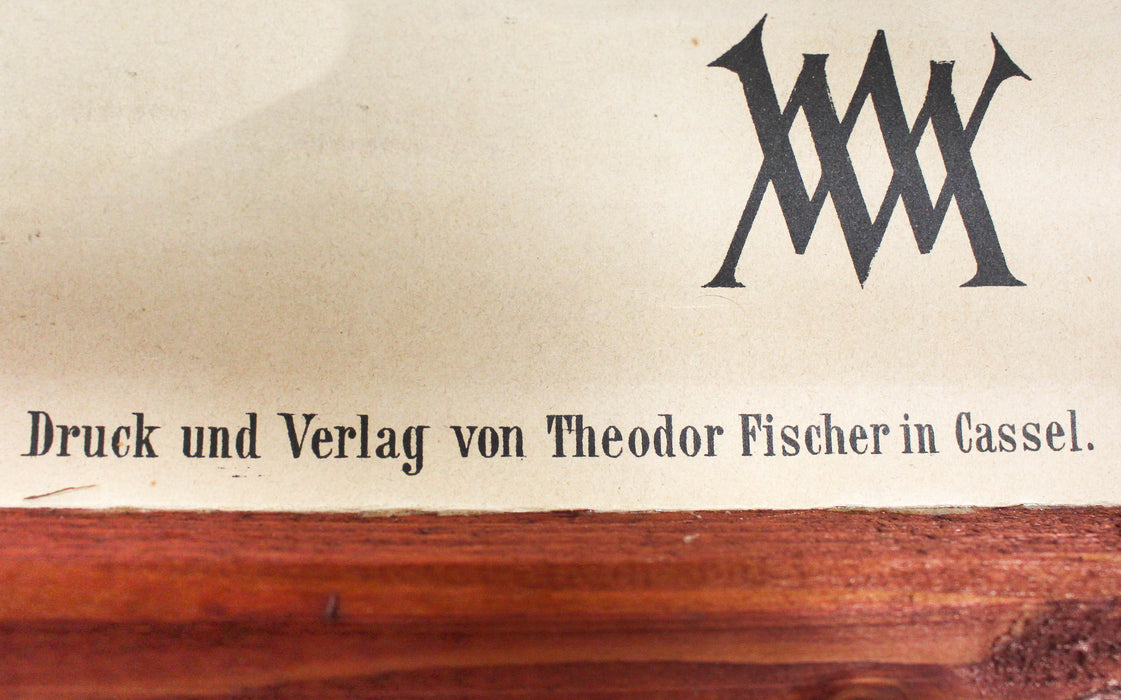 Druck und Verlag von Theodor Fischer in Cassel.